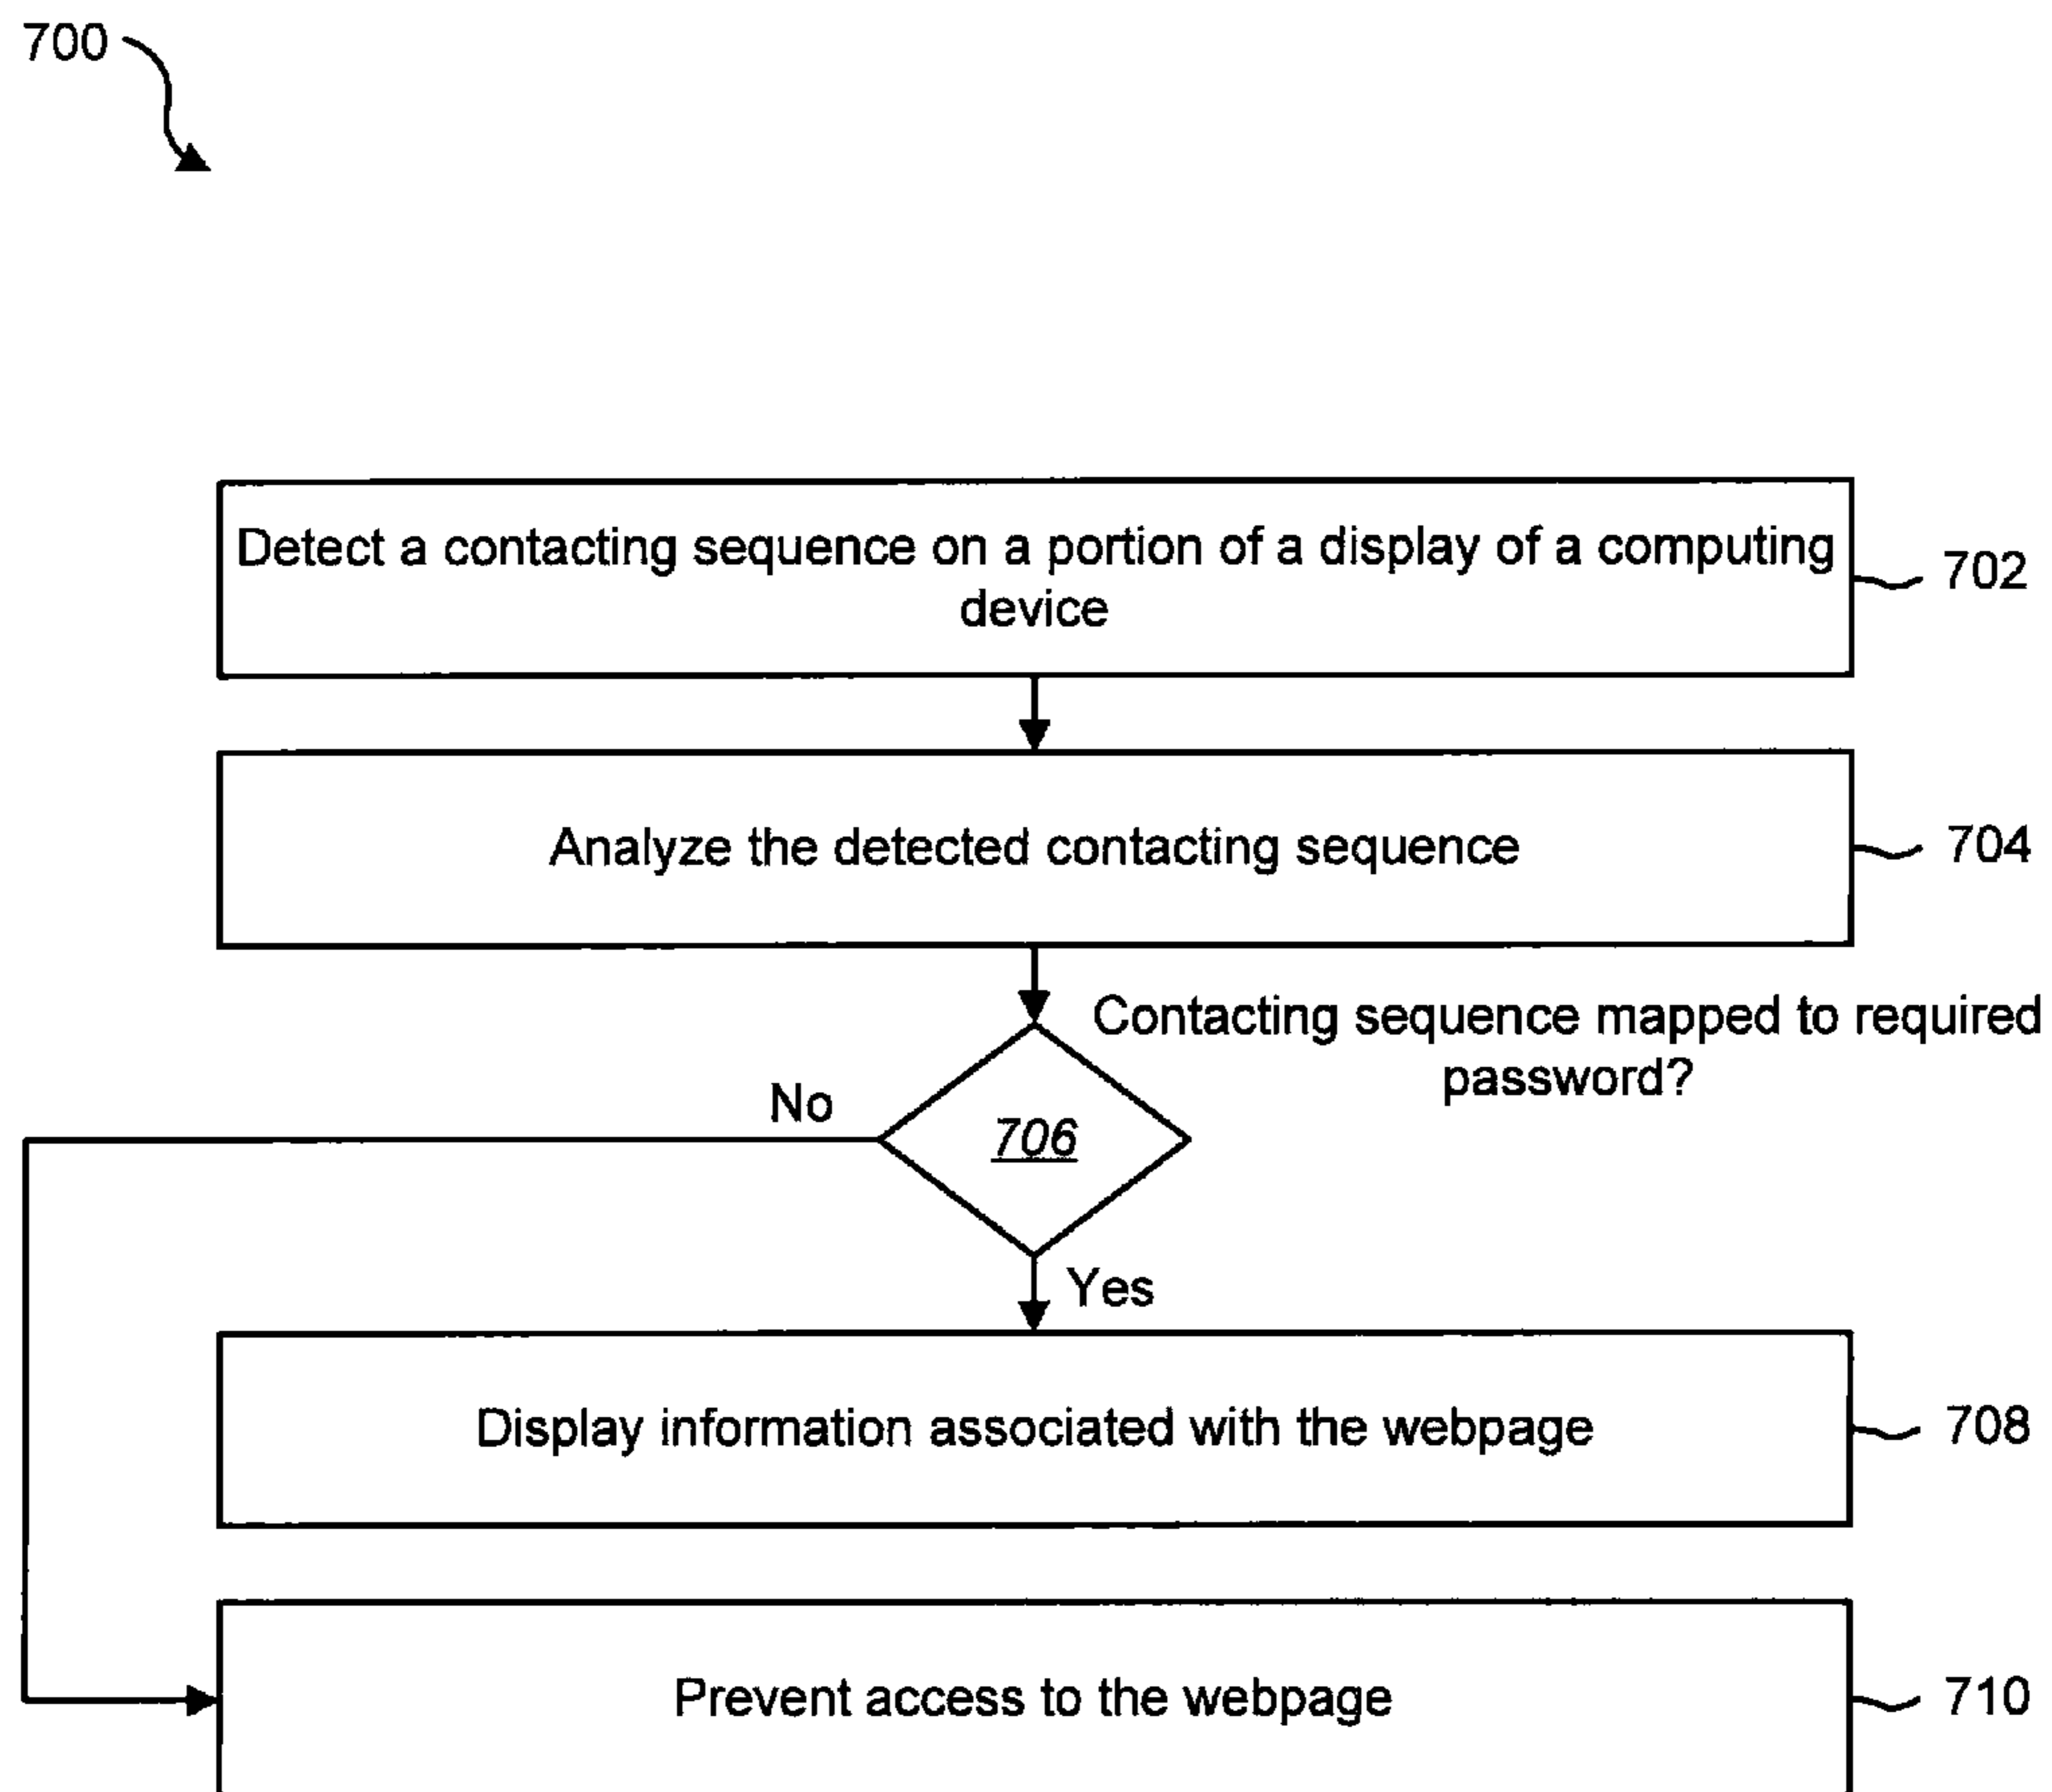 700
Detect a contacting sequence on a portion of a display of a computing
device
702
Analyze the detected contacting sequence
704
Contacting sequence mapped to required
password?
No
706
Yes
Display information associated with the webpage
708
Prevent access to the webpage
710